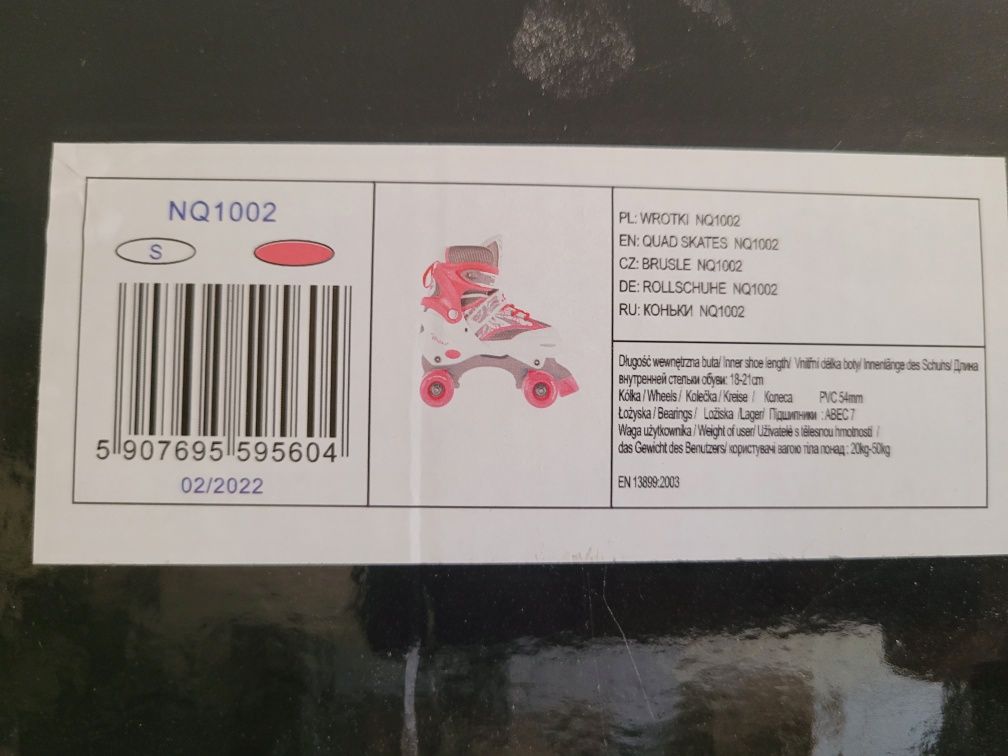 NQ1002
S
5 907695 595604
02/2022
PL: WROTKI NQ1002
EN: QUAD SKATES NQ1002
CZ: BRUSLE NQ1002
DE: ROLLSCHUHE NQ1002
RU: КОНЬКИ NQ1002
Długość wewnętrzna buta/ Inner shoe length/ Vnitřní délka boty/ Innenlänge des Schuhs/ Длина
внутренней стельки обуви: 18-21cm
Kółka / Wheels / Kolečka / Kreise / Колеса PVC 54mm
Łożyska / Bearings / Ložiska /Lager/ Підшипники : ABEC 7
Waga użytkownika / Weight of user/ Uživatelé s tělesnou hmotností /
das Gewicht des Benutzers/ користувачі вагою тіла понад : 20kg-50kg
EN 13899:2003